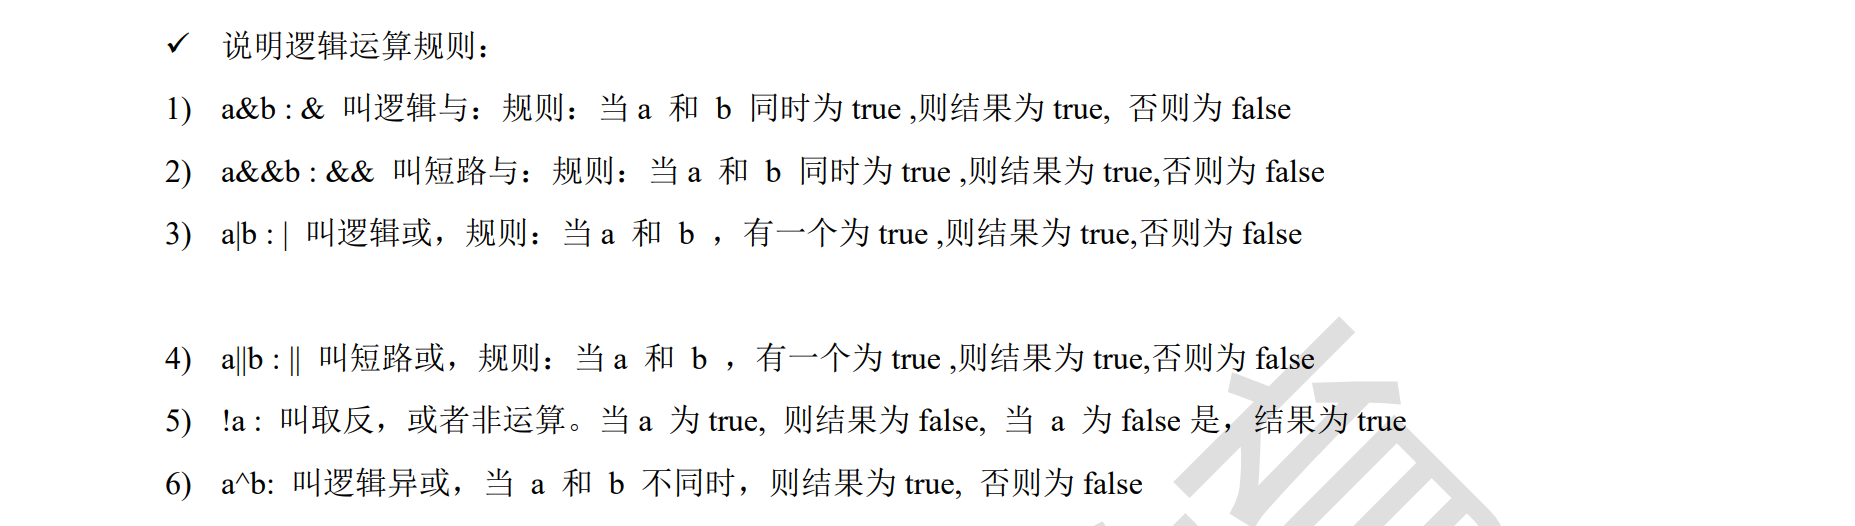 ✓ 说明逻辑运算规则：
1) a&b : & 叫逻辑与：规则：当 a 和 b 同时为 true ,则结果为 true, 否则为 false
2) a&&b : && 叫短路与：规则：当 a 和 b 同时为 true ,则结果为 true,否则为 false
3) a|b : | 叫逻辑或，规则：当 a 和 b ，有一个为 true ,则结果为 true,否则为 false
4) a||b : || 叫短路或，规则：当 a 和 b ，有一个为 true ,则结果为 true,否则为 false
5) !a : 叫取反，或者非运算。当 a 为 true, 则结果为 false, 当 a 为 false 是，结果为 true
6) a^b: 叫逻辑异或，当 a 和 b 不同时，则结果为 true, 否则为 false